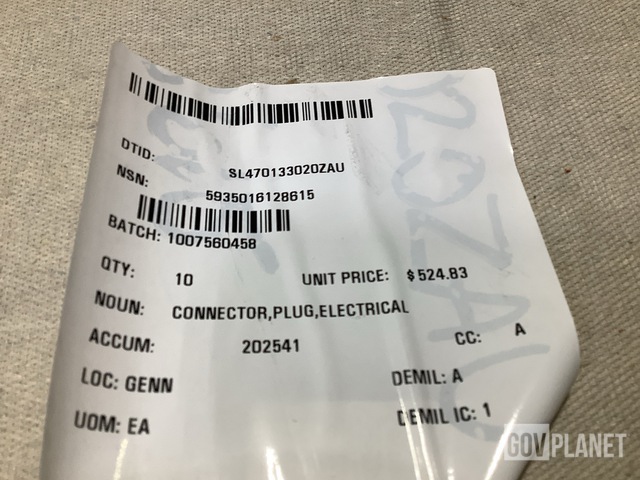 DTID: SL470133020ZAU
NSN: 5935016128615
BATCH: 1007560458
QTY: 10 UNIT PRICE: $524.83
NOUN: CONNECTOR,PLUG,ELECTRICAL
ACCUM: 202541 CC: A
LOC: GENN DEMIL: A
UOM: EA DEMIL IC: 1
GOVPLANET